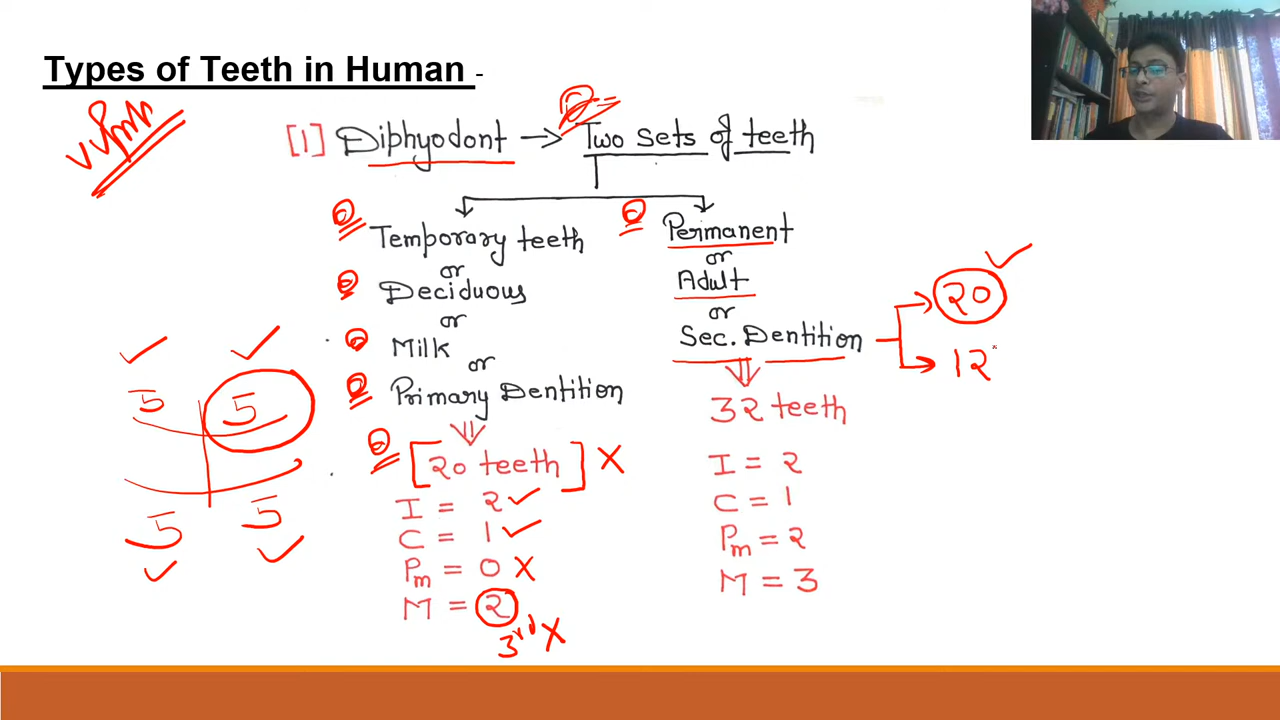 Types of Teeth in Human -
V V Imp
[1] Diphyodont → Two sets of teeth
Temporary teeth
or
Deciduous
or
Milk
or
Primary Dentition
⇓
[20 teeth] X
I = 2 ✓
C = 1 ✓
Pm = 0 X
M = 2
3rd X
Permanent
or
Adult
or
Sec. Dentition
⇓
32 teeth
I = 2
C = 1
Pm = 2
M = 3
20 ✓
12
5 5
5 5